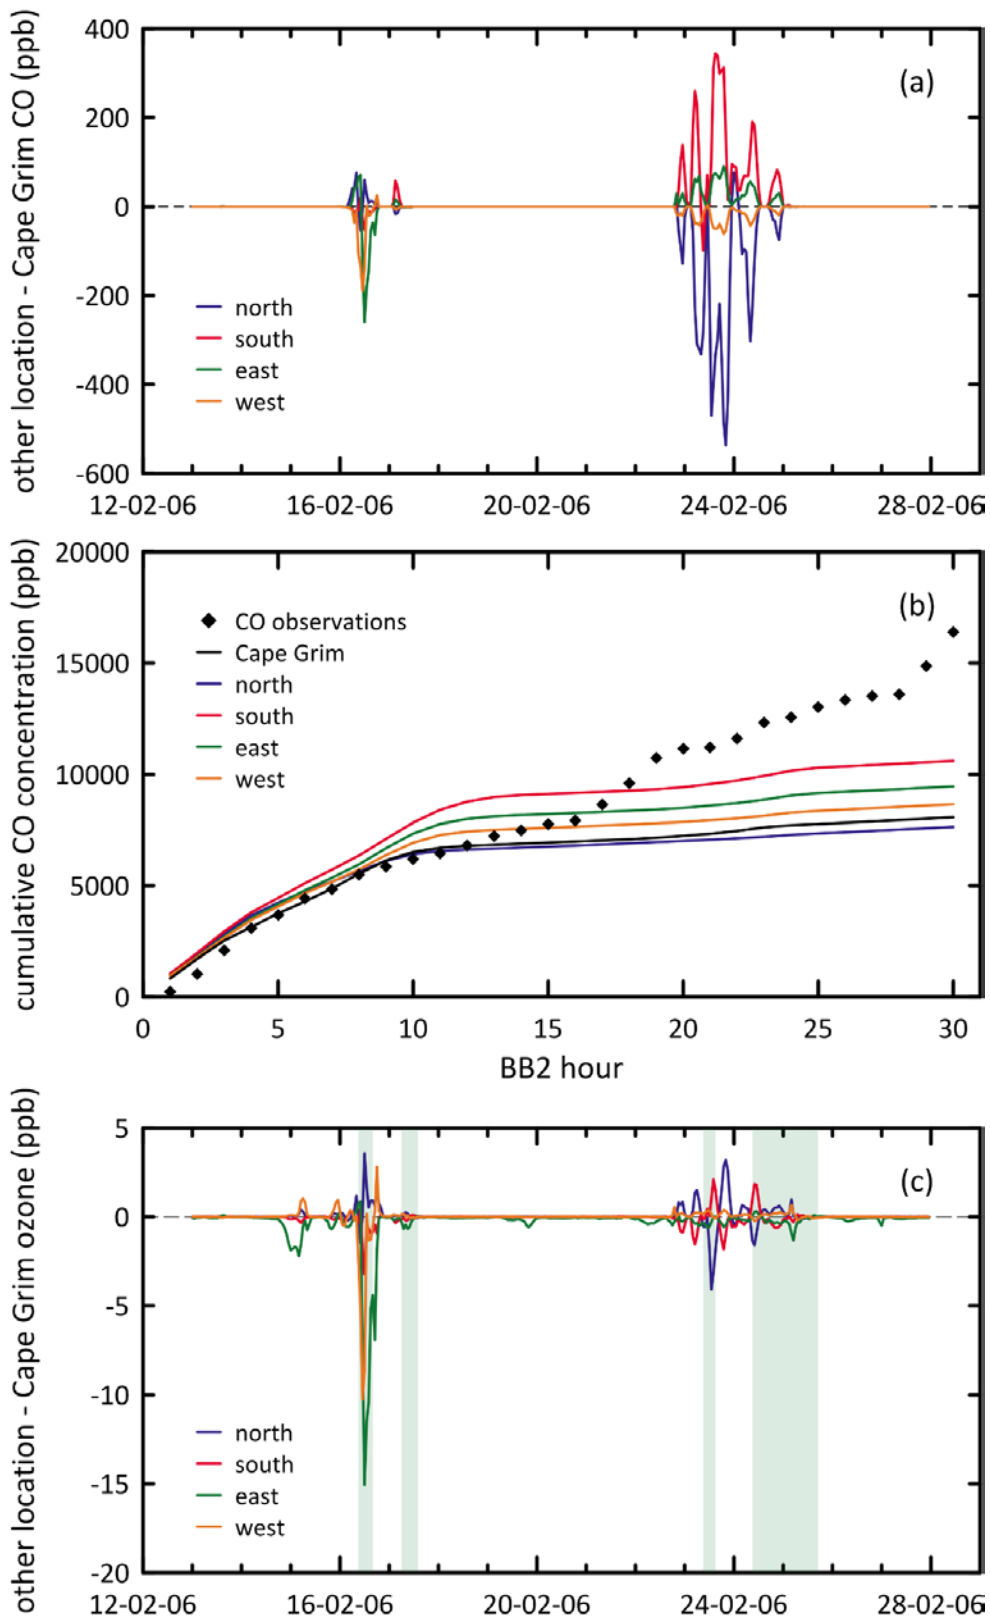 other location - Cape Grim CO (ppb)
400
200
0
-200
-400
-600
(a)
north
south
east
west
12-02-06
16-02-06
20-02-06
24-02-06
28-02-06
cumulative CO concentration (ppb)
20000
15000
10000
5000
0
(b)
CO observations
Cape Grim
north
south
east
west
0
5
10
15
20
25
30
BB2 hour
other location - Cape Grim ozone (ppb)
5
0
-5
-10
-15
-20
(c)
north
south
east
west
12-02-06
16-02-06
20-02-06
24-02-06
28-02-06